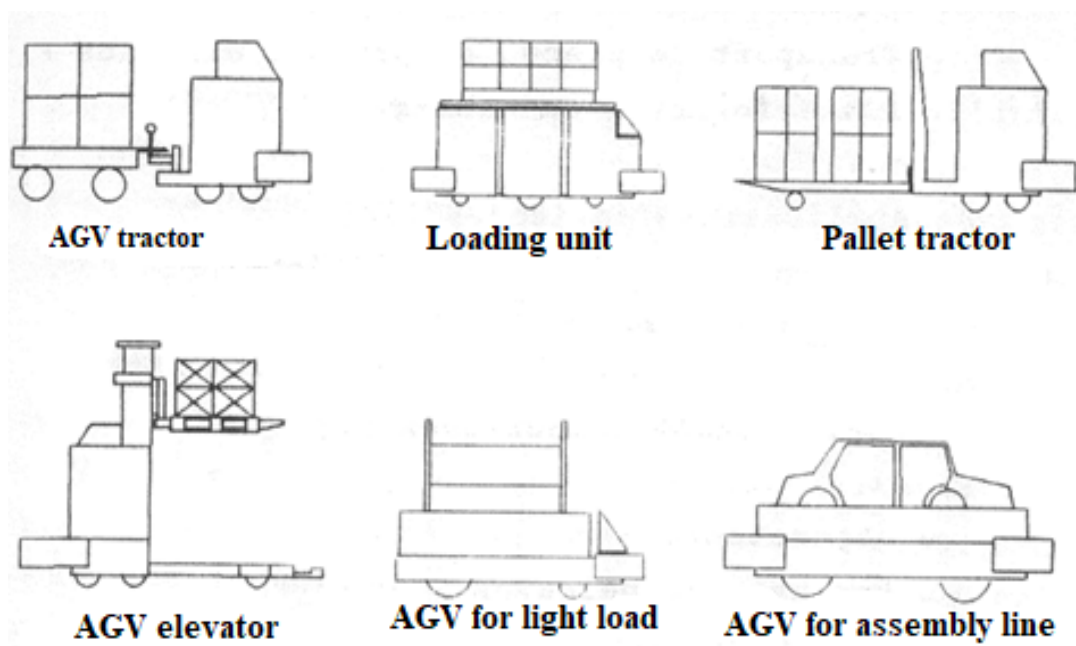 AGV tractor
Loading unit
Pallet tractor
AGV elevator
AGV for light load
AGV for assembly line